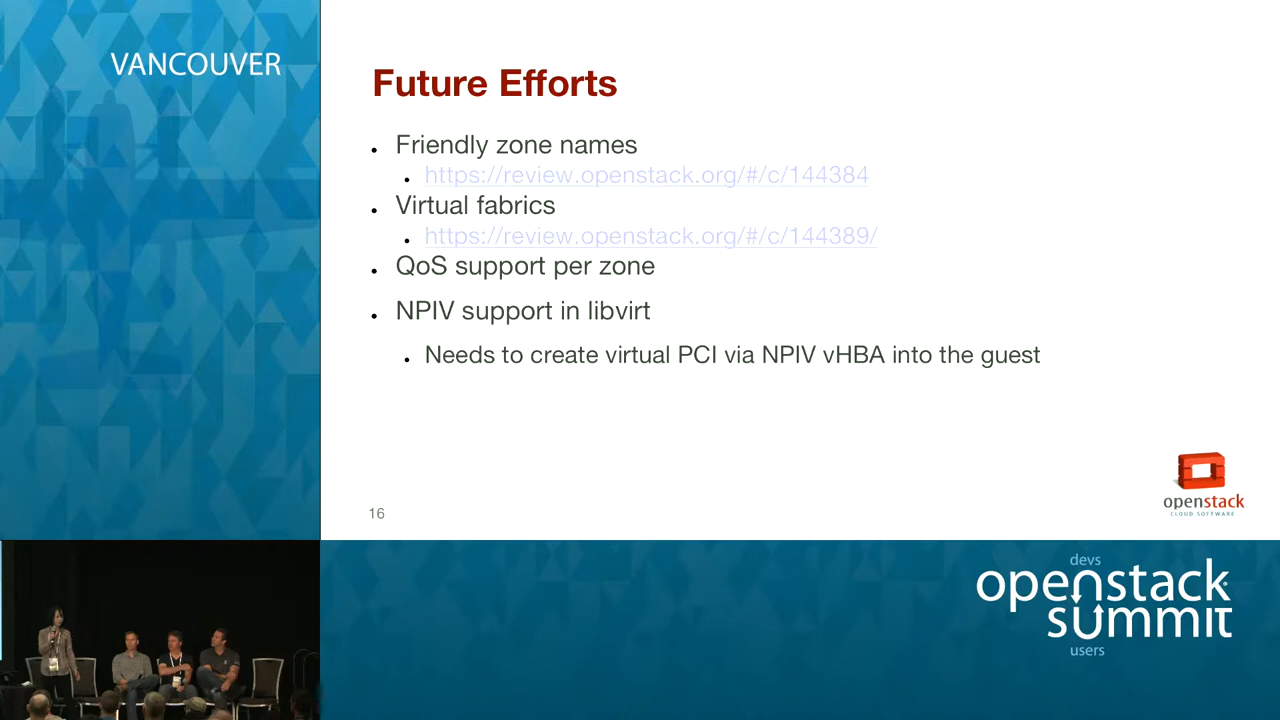 VANCOUVER
Future Efforts
Friendly zone names
https://review.openstack.org/#/c/144384
Virtual fabrics
https://review.openstack.org/#/c/144389/
QoS support per zone
NPIV support in libvirt
Needs to create virtual PCI via NPIV vHBA into the guest
16
openstack
CLOUD SOFTWARE
devs
openstack
summit
users